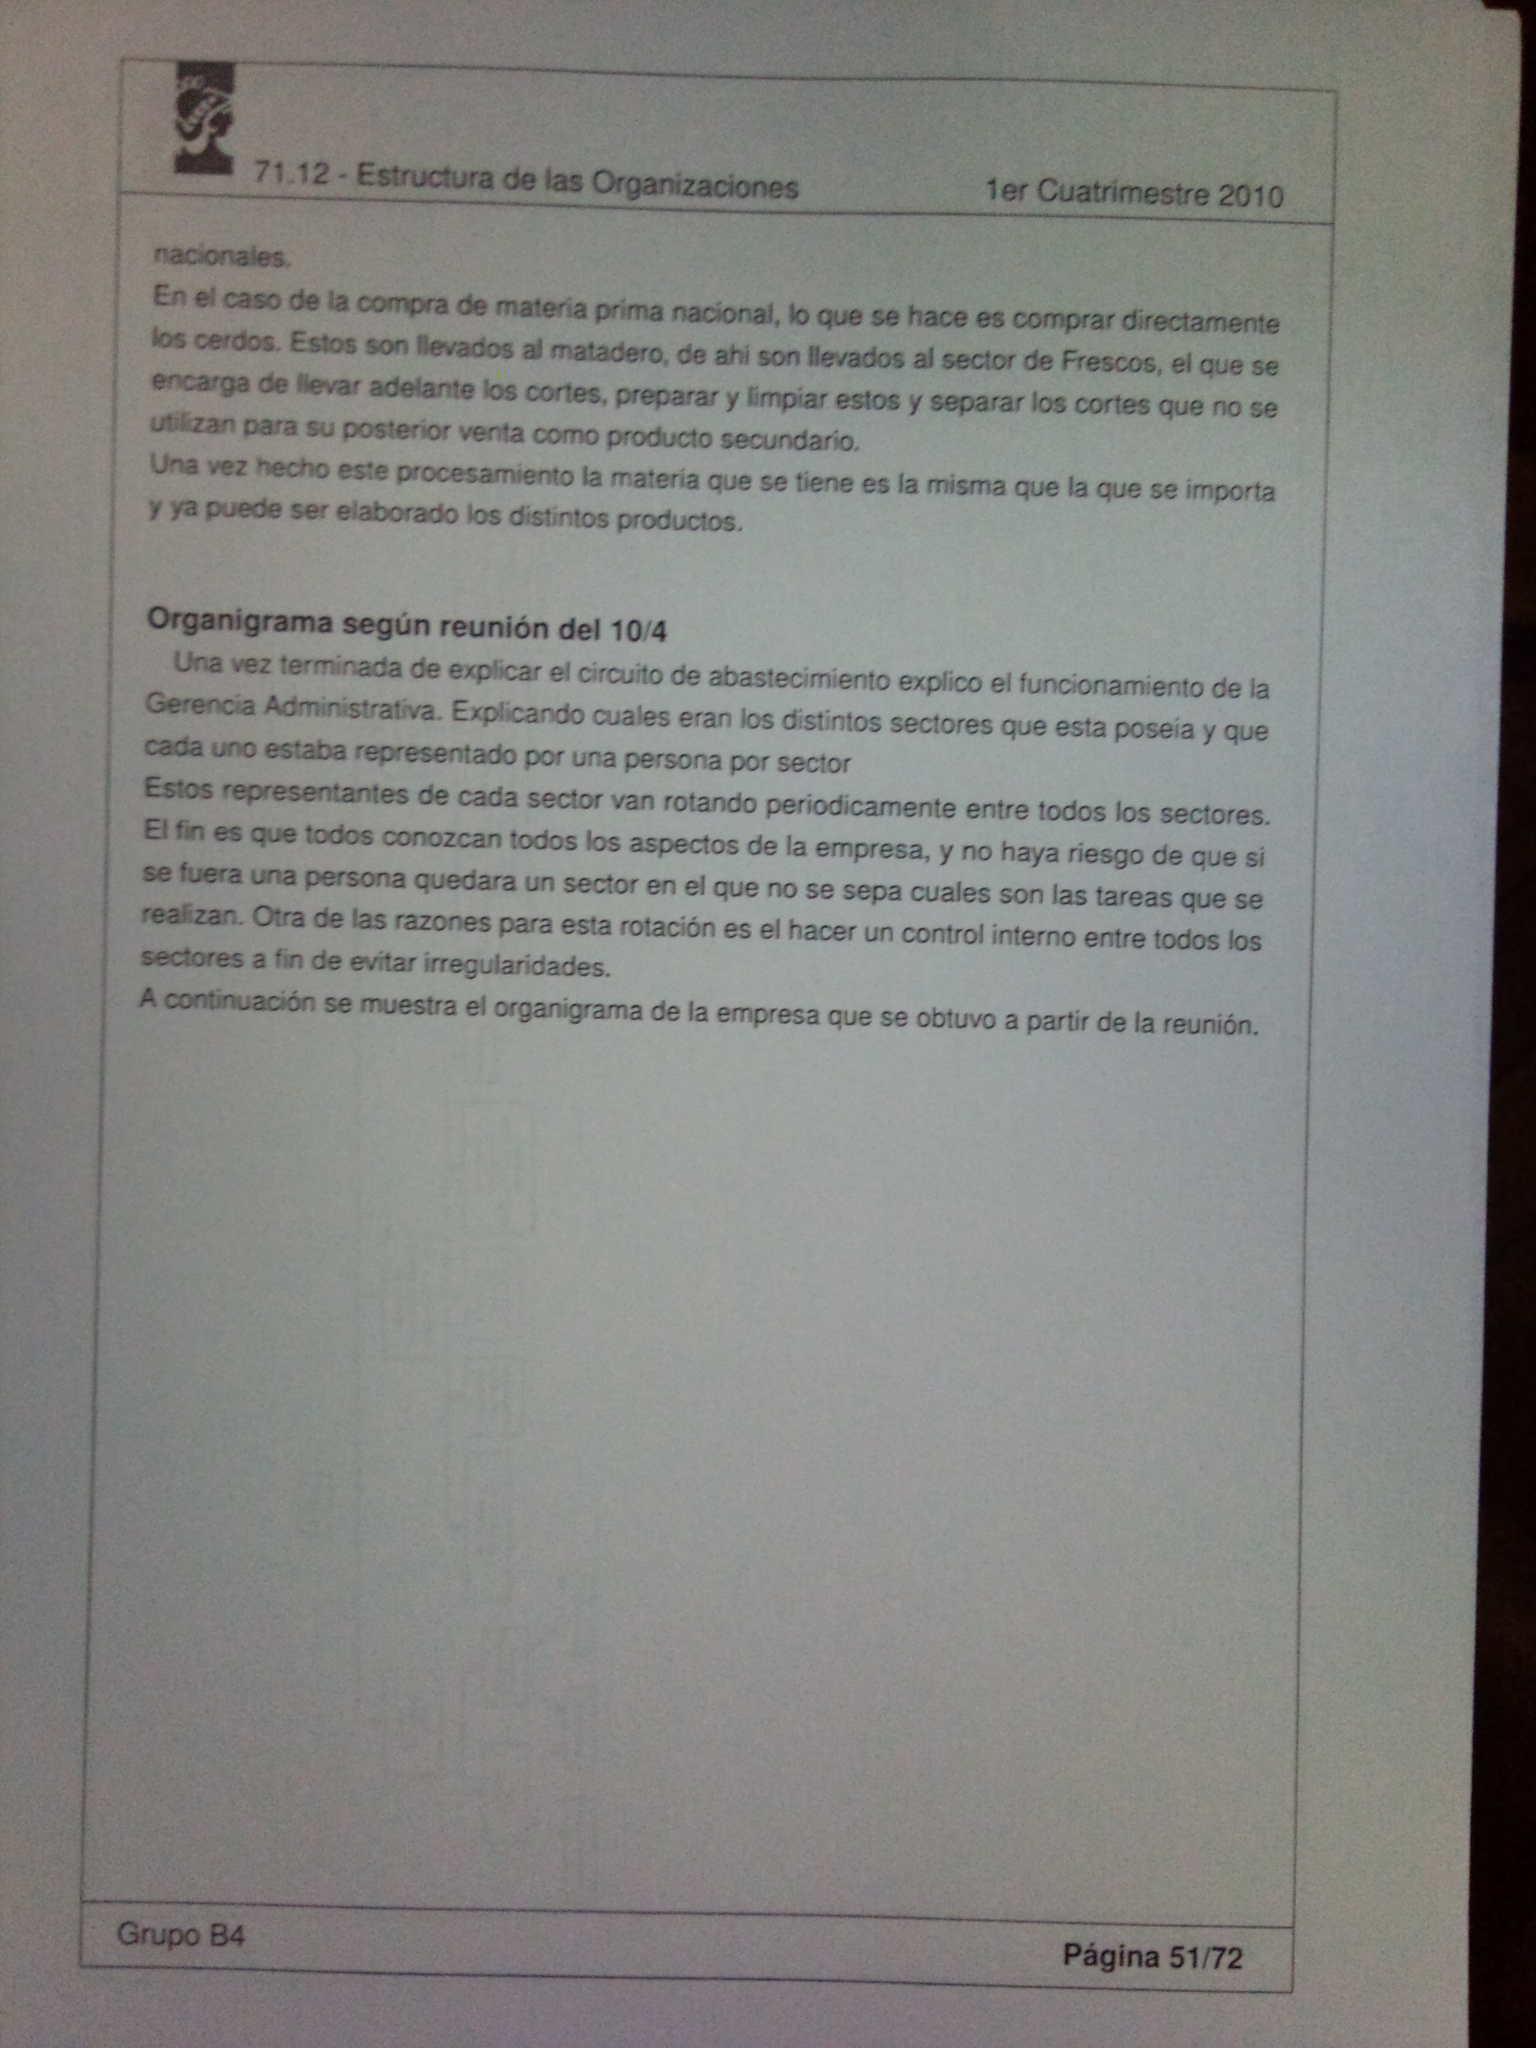 71.12 - Estructura de las Organizaciones 1er Cuatrimestre 2010
nacionales.
En el caso de la compra de materia prima nacional, lo que se hace es comprar directamente
los cerdos. Estos son llevados al matadero, de ahi son llevados al sector de Frescos, el que se
encarga de llevar adelante los cortes, preparar y limpiar estos y separar los cortes que no se
utilizan para su posterior venta como producto secundario.
Una vez hecho este procesamiento la materia que se tiene es la misma que la que se importa
y ya puede ser elaborado los distintos productos.
Organigrama según reunión del 10/4
Una vez terminada de explicar el circuito de abastecimiento explico el funcionamiento de la
Gerencia Administrativa. Explicando cuales eran los distintos sectores que esta poseia y que
cada uno estaba representado por una persona por sector
Estos representantes de cada sector van rotando periodicamente entre todos los sectores.
El fin es que todos conozcan todos los aspectos de la empresa, y no haya riesgo de que si
se fuera una persona quedara un sector en el que no se sepa cuales son las tareas que se
realizan. Otra de las razones para esta rotación es el hacer un control interno entre todos los
sectores a fin de evitar irregularidades.
A continuación se muestra el organigrama de la empresa que se obtuvo a partir de la reunión.
Grupo B4
Página 51/72